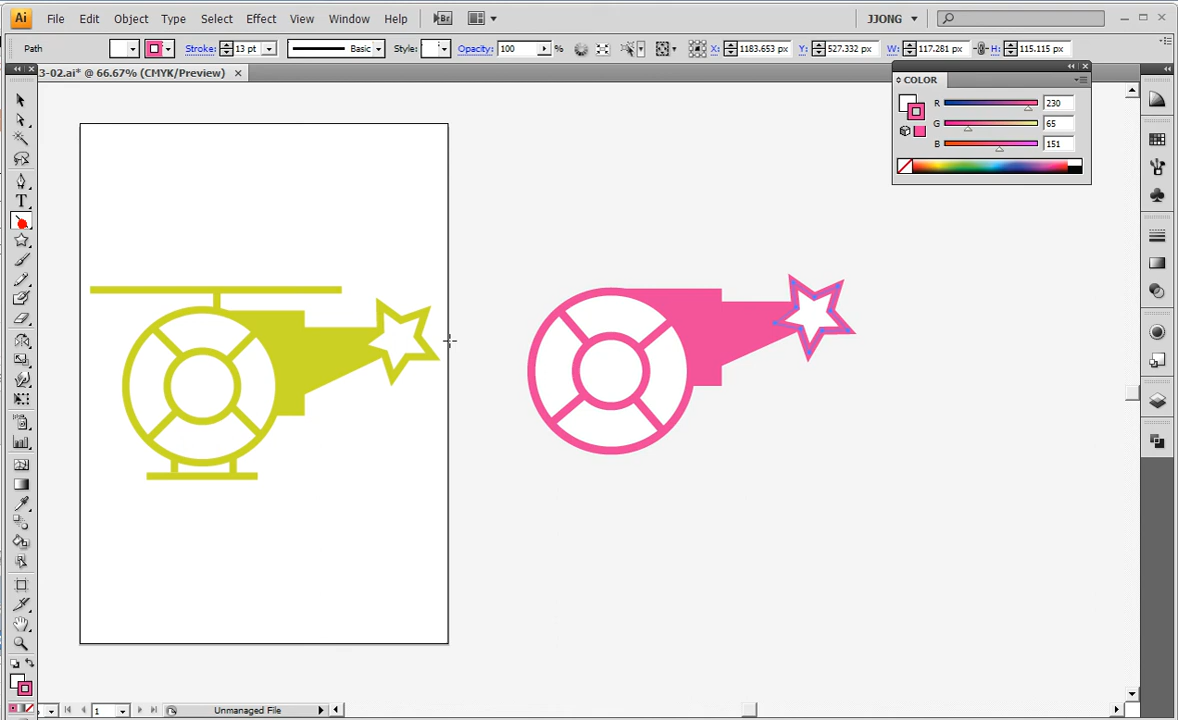 Ai File Edit Object Type Select Effect View Window Help Br JJONG
Path Stroke: 13 pt Basic Style: Opacity: 100 % X: 1183.653 px Y: 527.332 px W: 117.281 px H: 115.115 px
3-02.ai* @ 66.67% (CMYK/Preview)
COLOR
R 230
G 65
B 151
T
1 Unmanaged File